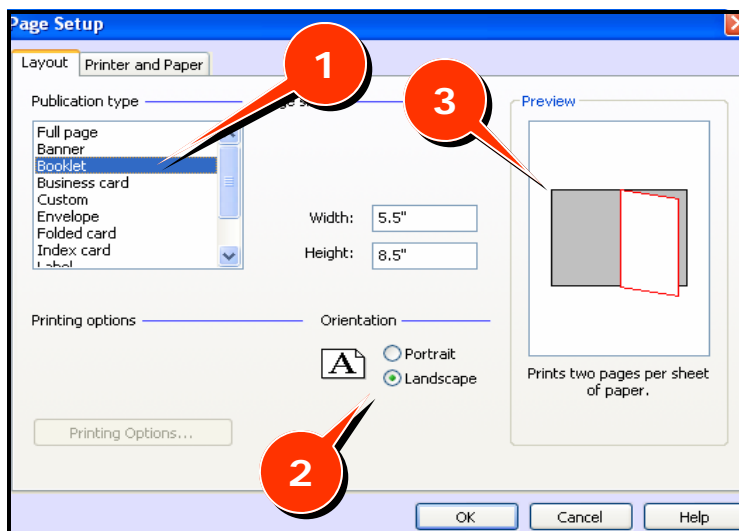 Page Setup
Layout
Printer and Paper
1
Publication type
3
Preview
Full page
Banner
Booklet
Business card
Custom
Envelope
Folded card
Index card
Label
Width: 5.5"
Height: 8.5"
Printing options
Orientation
A
Portrait
Landscape
Prints two pages per sheet
of paper.
Printing Options...
2
OK
Cancel
Help